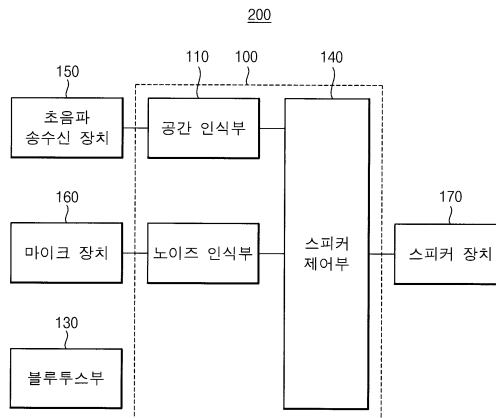 200
110
100
140
150
초음파
송수신 장치
공간 인식부
160
마이크 장치
노이즈 인식부
스피커
제어부
170
스피커 장치
130
블루투스부